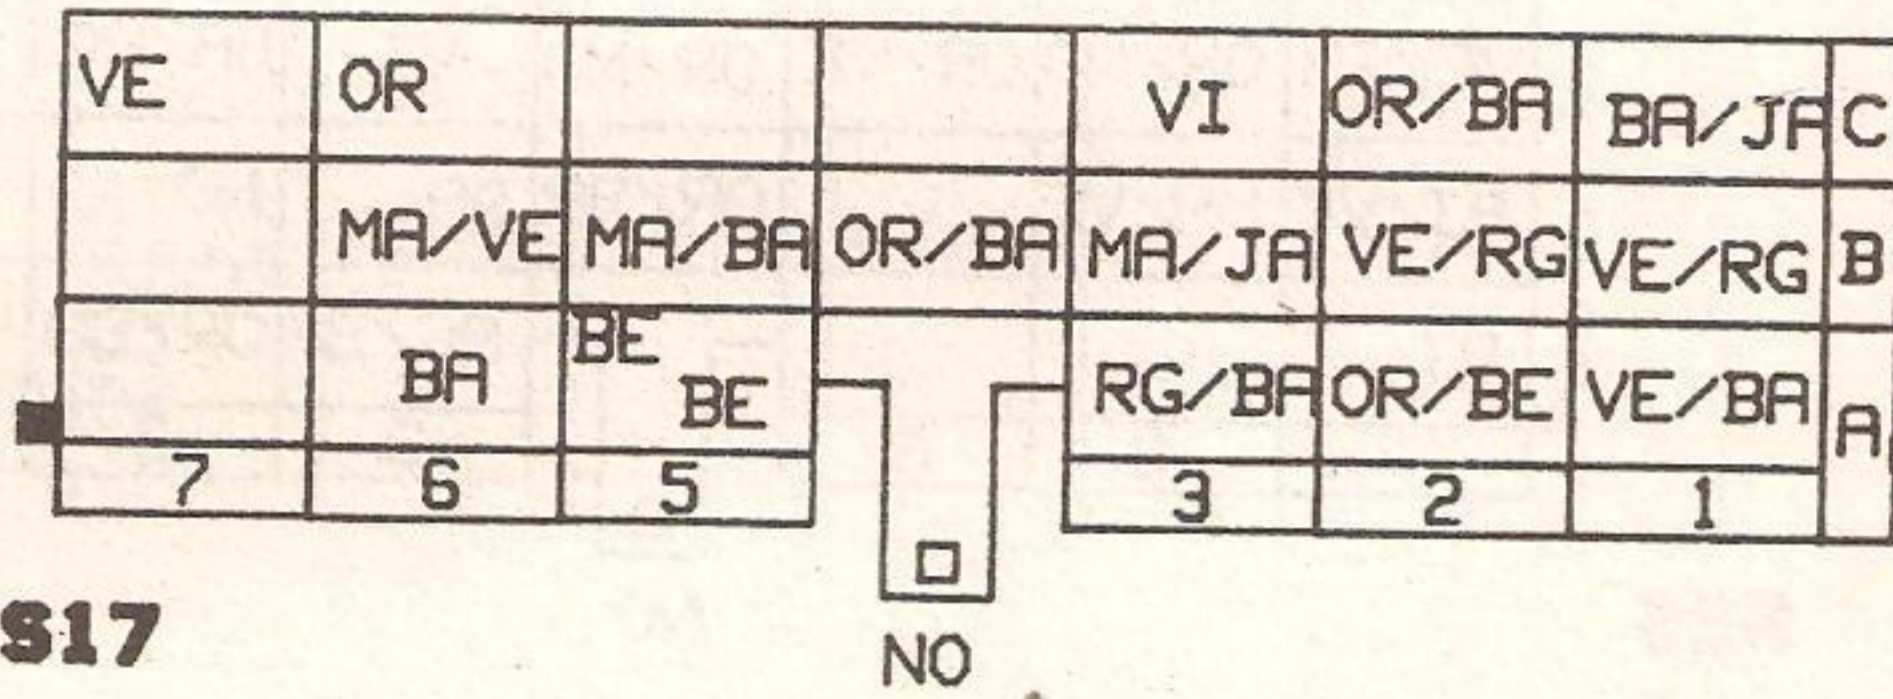 VE OR VI OR/BA BA/JA C
MA/VE MA/BA OR/BA MA/JA VE/RG VE/RG B
BE
BA BE RG/BA OR/BE VE/BA A
7 6 5 3 2 1
S17
NO